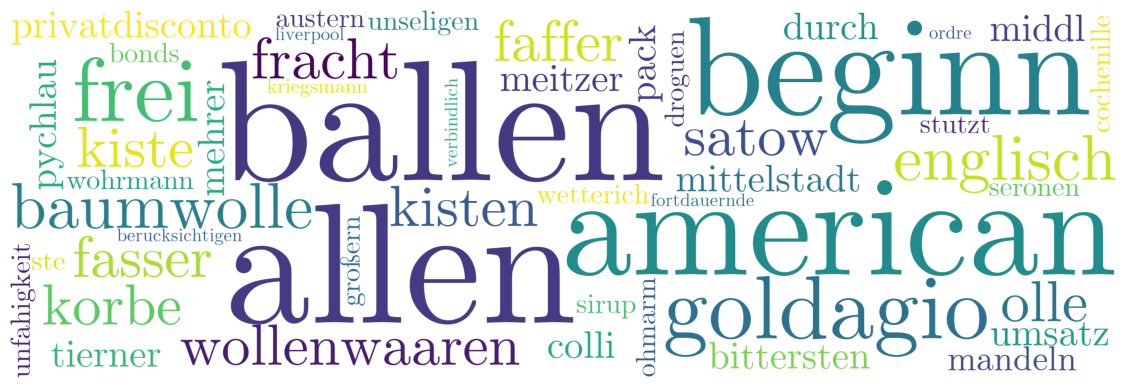 privatdisconto
austern
unseligen
liverpool
bonds
fracht
kriegsmann
faffer
meitzer
pack
droguen
durch
ordre
middl
cochenille
beginn
stutzt
satow
englisch
seronen
mittelstadt
fortdauernde
wetterich
verbindlich
ballen
frei
pychlau
kiste
mehrer
wohrmann
baumwolle
kisten
american
berucksichtigen
großern
allen
unfahigkeit
ste
fasser
korbe
tierner
wollenwaaren
sirup
colli
ohmarm
goldagio
olle
umsatz
bittersten
mandeln